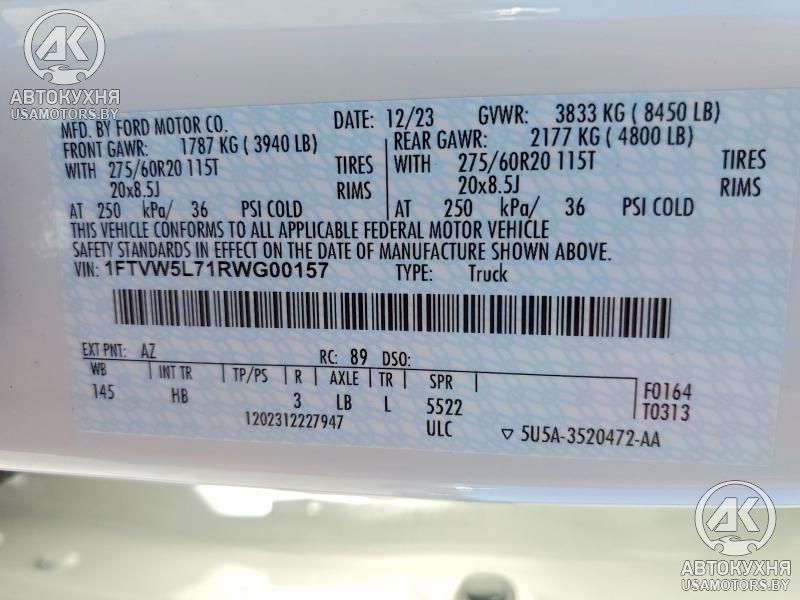 AK
АВТОКУХНЯ
USAMOTORS.BY
MFD. BY FORD MOTOR CO. DATE: 12/23 GVWR: 3833 KG ( 8450 LB)
FRONT GAWR: 1787 KG ( 3940 LB) REAR GAWR: 2177 KG ( 4800 LB)
WITH 275/60R20 115T TIRES WITH 275/60R20 115T TIRES
20x8.5J RIMS 20x8.5J RIMS
AT 250 kPa/ 36 PSI COLD AT 250 kPa/ 36 PSI COLD
THIS VEHICLE CONFORMS TO ALL APPLICABLE FEDERAL MOTOR VEHICLE
SAFETY STANDARDS IN EFFECT ON THE DATE OF MANUFACTURE SHOWN ABOVE.
VIN: 1FTVW5L71RWG00157 TYPE: Truck
EXT PNT: AZ RC: 89 DSO:
WB INT TR TP/PS R AXLE TR SPR
145 HB 3 LB L 5522 F0164
1202312227947 ULC T0313
▽ 5U5A-3520472-AA
AK
АВТОКУХНЯ
USAMOTORS.BY